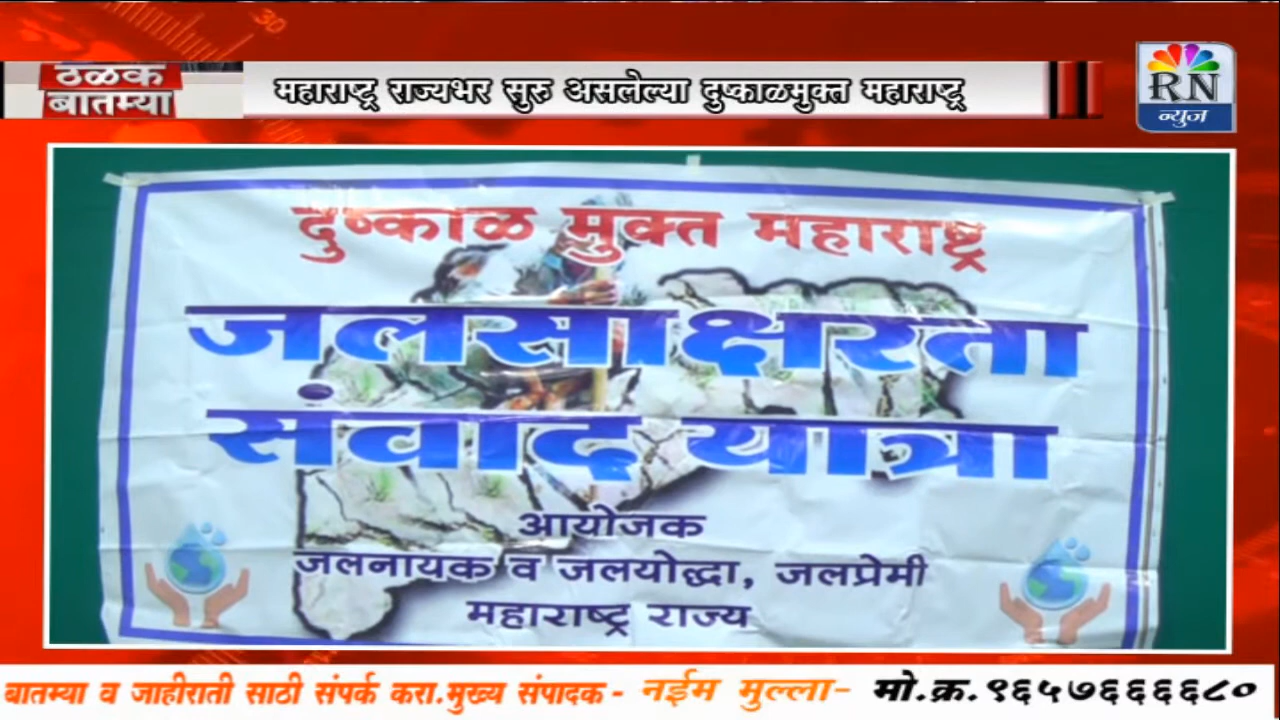 ठळक
बातम्या
महाराष्ट्र राज्यभर सुरु असलेल्या दुष्काळमुक्त महाराष्ट्र
RN
न्युज
दुष्काळ मुक्त महाराष्ट्र
जलसाक्षरता
संवाद यात्रा
आयोजक
जलनायक व जलयोद्धा, जलप्रेमी
महाराष्ट्र राज्य
बातम्या व जाहीराती साठी संपर्क करा.मुख्य संपादक- नईम मुल्ला- मो.क्र.९६५७६६६६८०